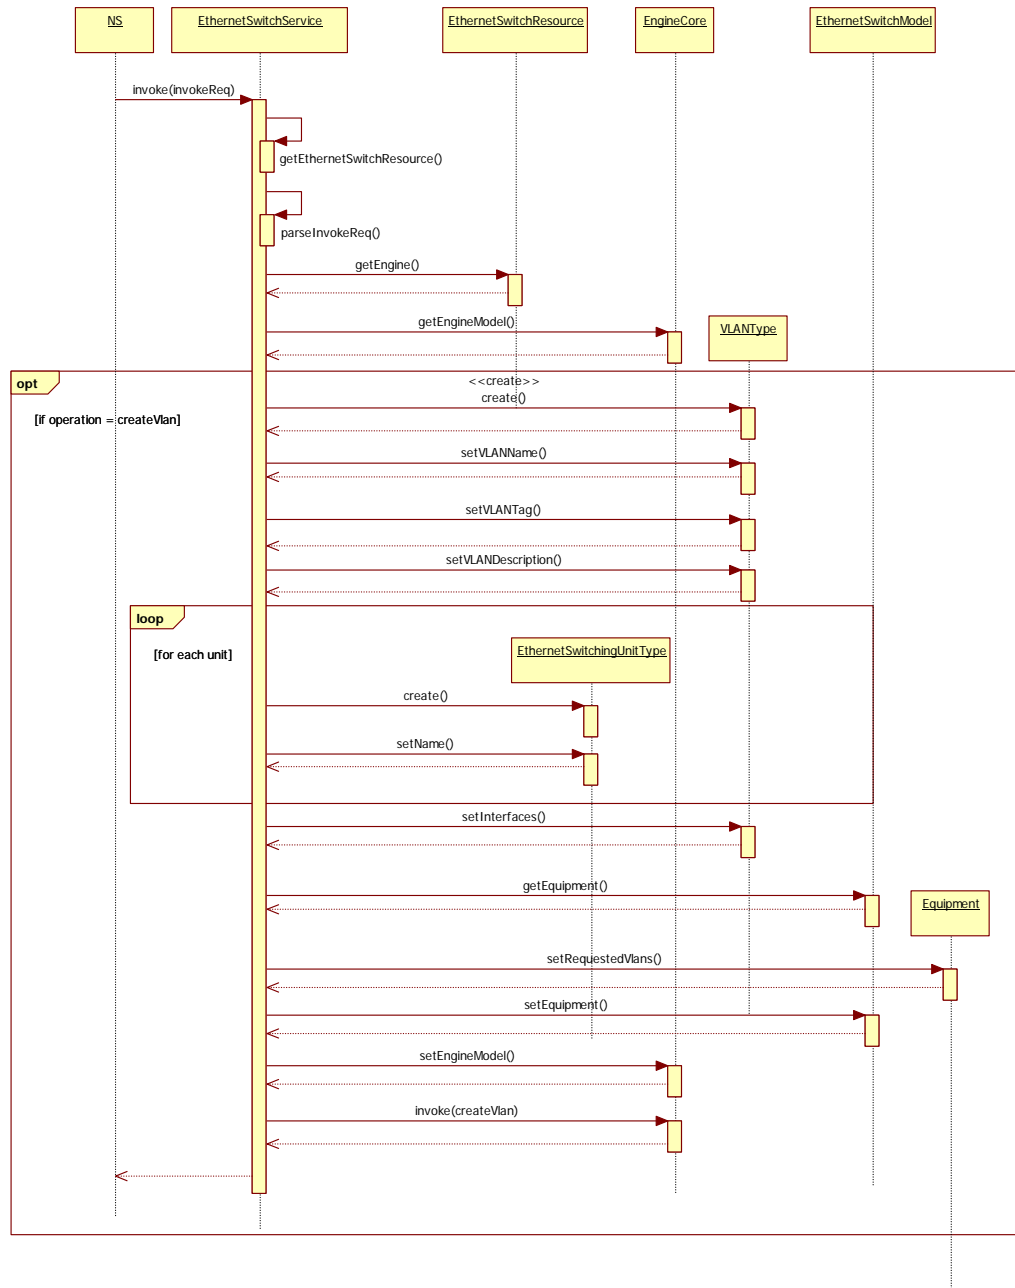 NS
EthernetSwitchService
EthernetSwitchResource
EngineCore
EthernetSwitchModel
invoke(invokeReq)
getEthernetSwitchResource()
parseInvokeReq()
getEngine()
getEngineModel()
VLANType
opt
<<create>>
create()
[if operation = createVlan]
setVLANName()
setVLANTag()
setVLANDescription()
loop
[for each unit]
EthernetSwitchingUnitType
create()
setName()
setInterfaces()
getEquipment()
Equipment
setRequestedVlans()
setEquipment()
setEngineModel()
invoke(createVlan)